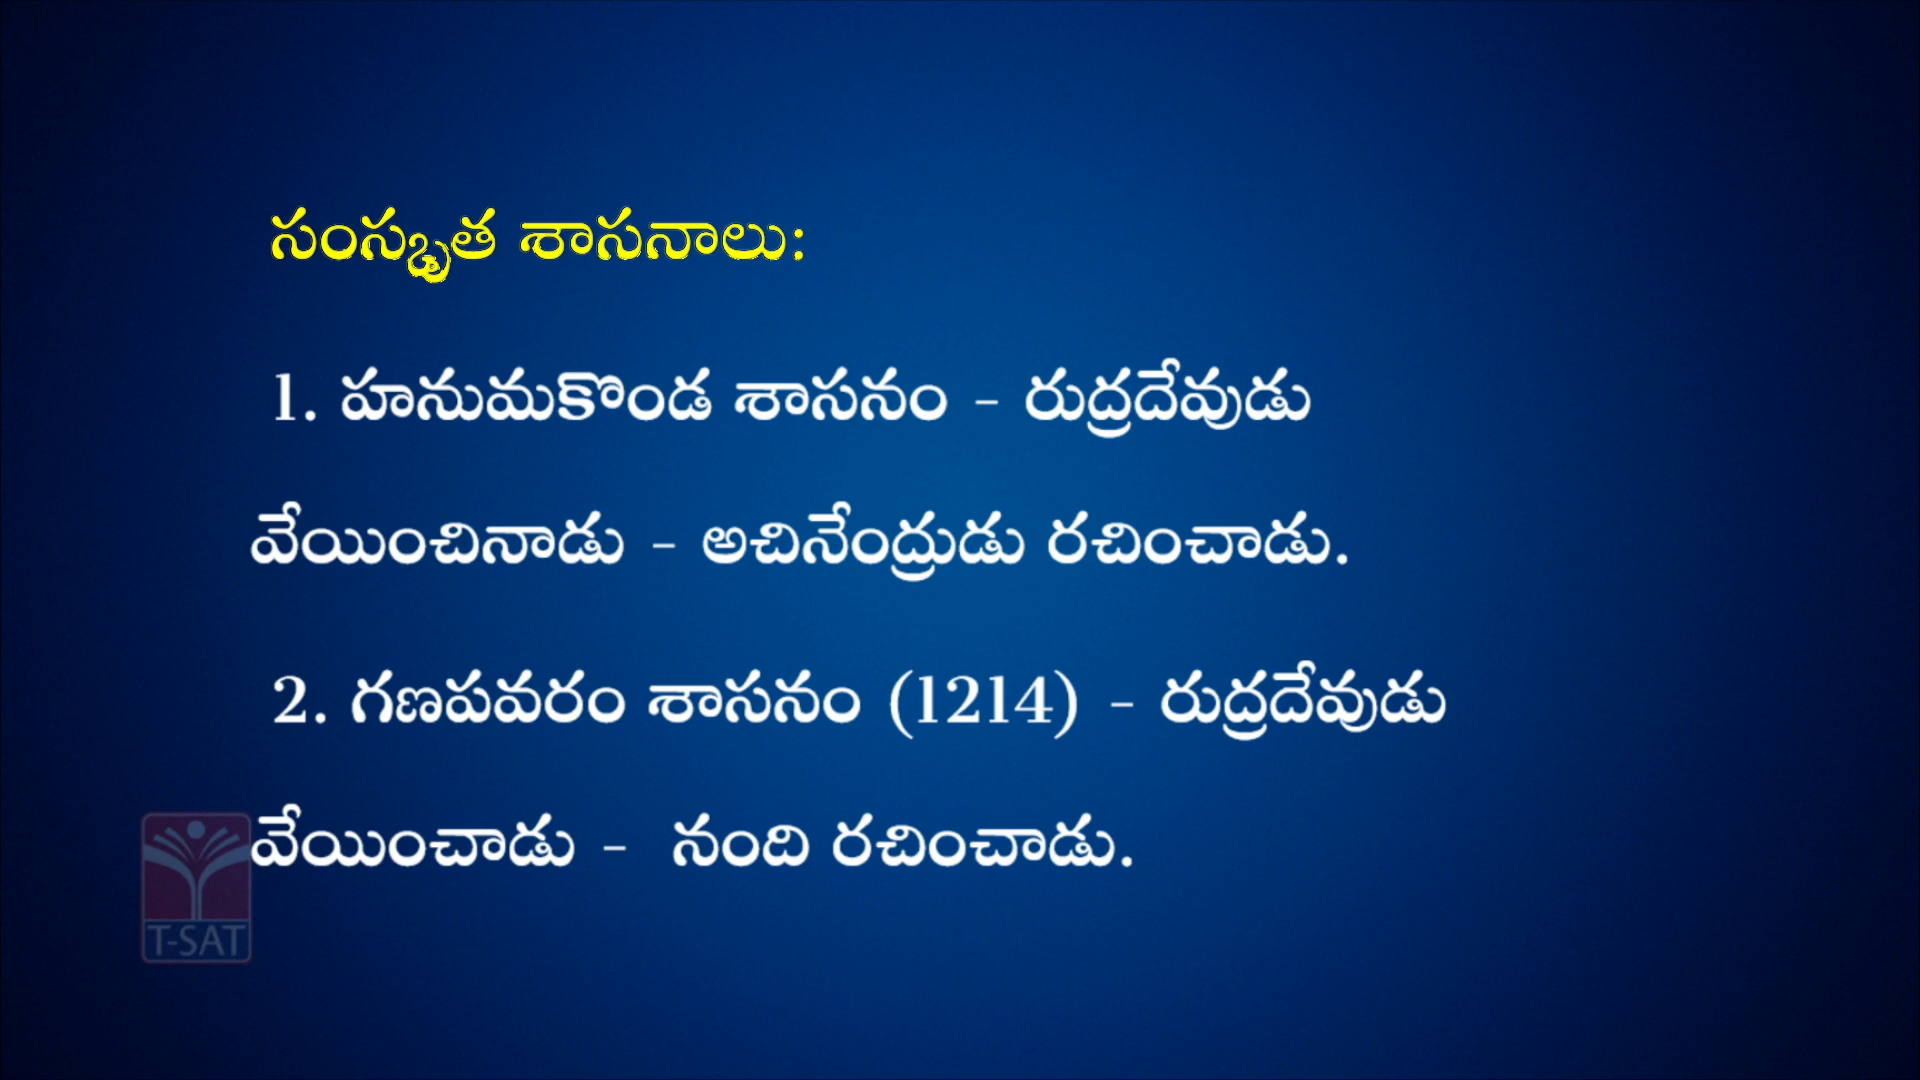 సంస్కృత శాసనాలు:
1. హనుమకొండ శాసనం - రుద్రదేవుడు
వేయించినాడు - అచినేంద్రుడు రచించాడు.
2. గణపవరం శాసనం (1214) - రుద్రదేవుడు
వేయించాడు - నంది రచించాడు.
T-SAT